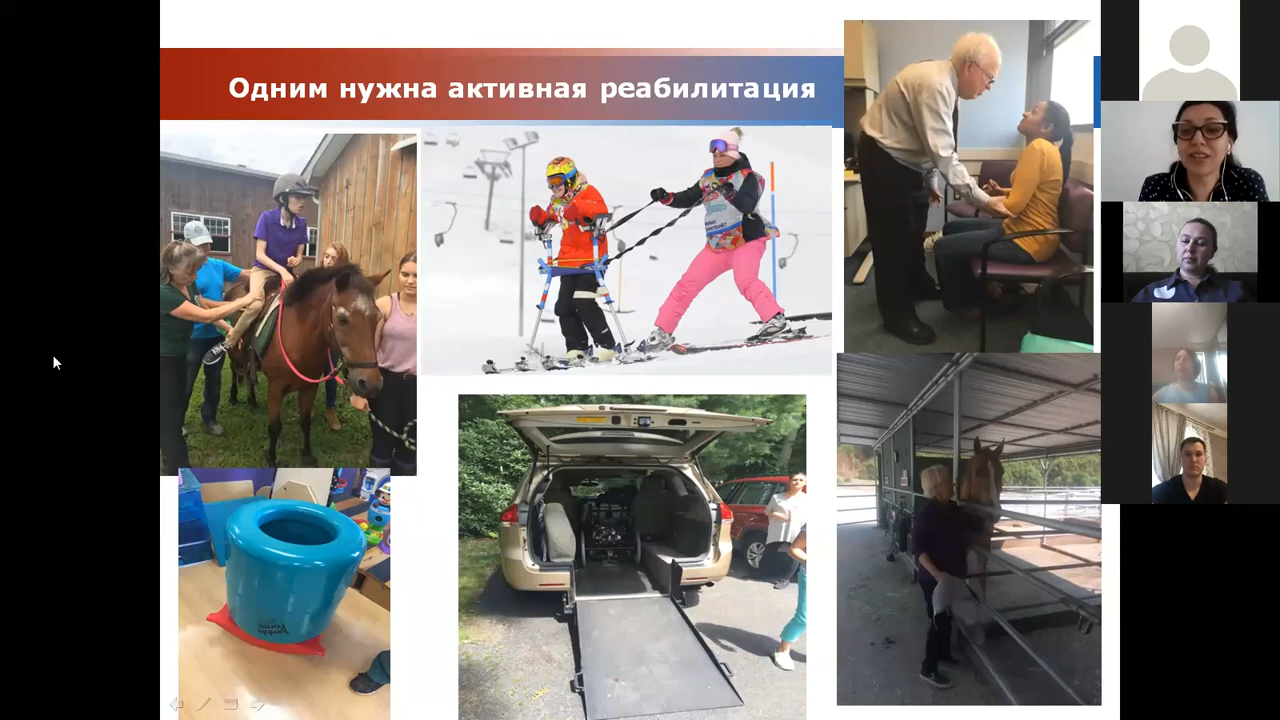 Одним нужна активная реабилитация